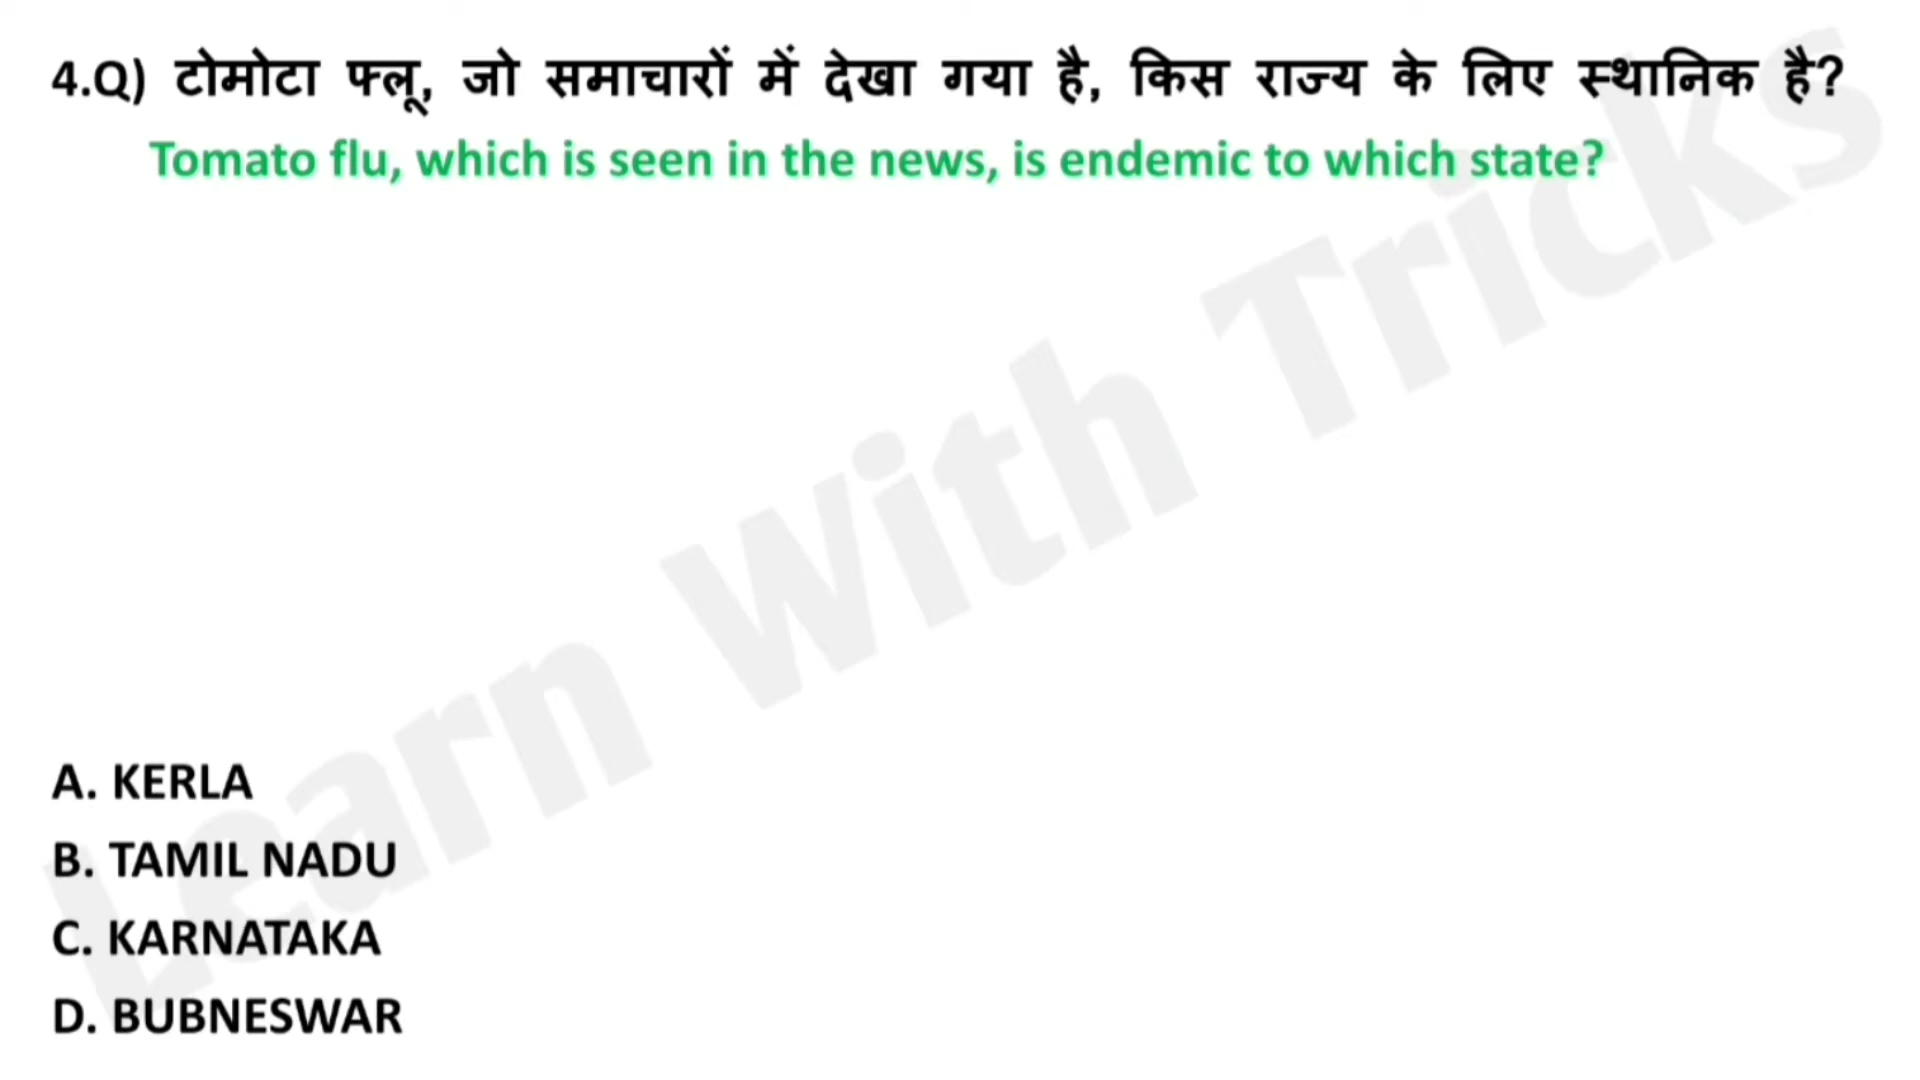 4.Q) टोमोटा फ्लू, जो समाचारों में देखा गया है, किस राज्य के लिए स्थानिक है?
Tomato flu, which is seen in the news, is endemic to which state?
Learn With Tricks
A. KERLA
B. TAMIL NADU
C. KARNATAKA
D. BUBNESWAR